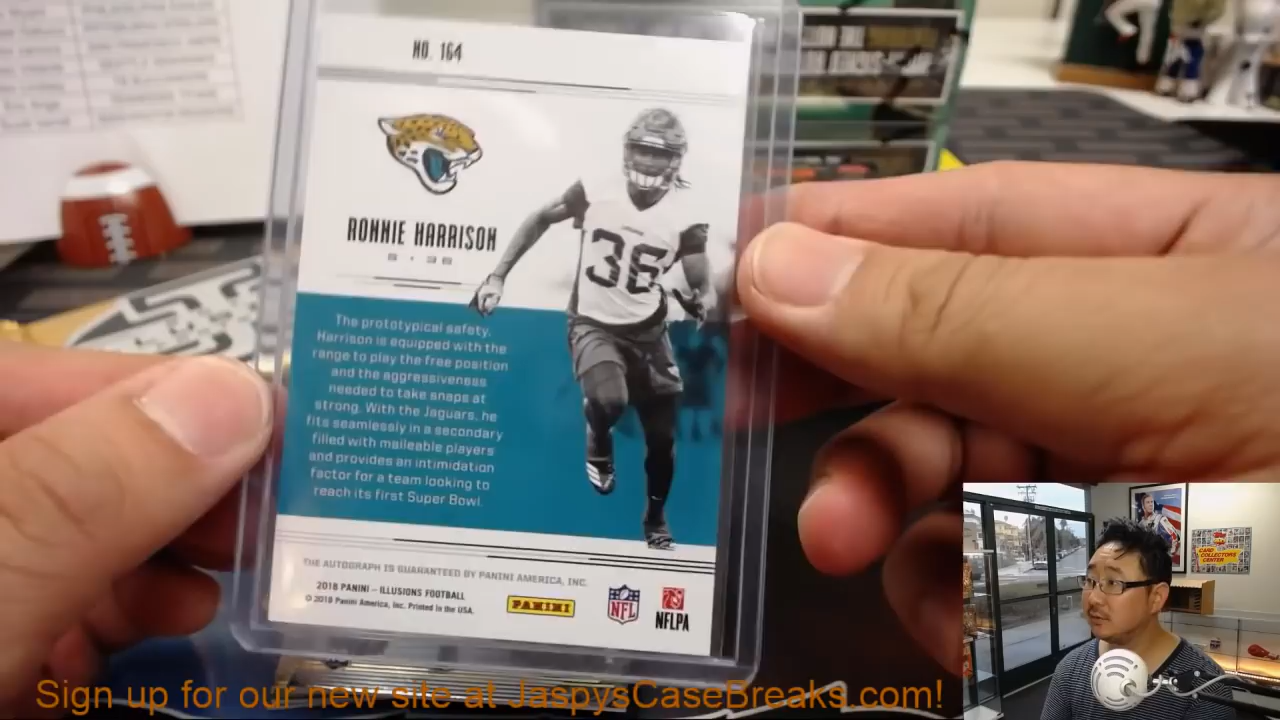 NO. 164
RONNIE HARRISON
S • 36
36
The prototypical safety,
Harrison is equipped with the
range to play the free position
and the aggressiveness
needed to take snaps at
strong. With the Jaguars, he
fits seamlessly in a secondary
filled with malleable players
and provides an intimidation
factor for a team looking to
reach its first Super Bowl.
THE AUTOGRAPH IS GUARANTEED BY PANINI AMERICA, INC.
2018 PANINI – ILLUSIONS FOOTBALL
© 2018 Panini America, Inc. Printed in the USA.
PANINI
NFL
NFLPA
CARD
COLLECTORS
CENTER
Sign up for our new site at JaspysCaseBreaks.com!